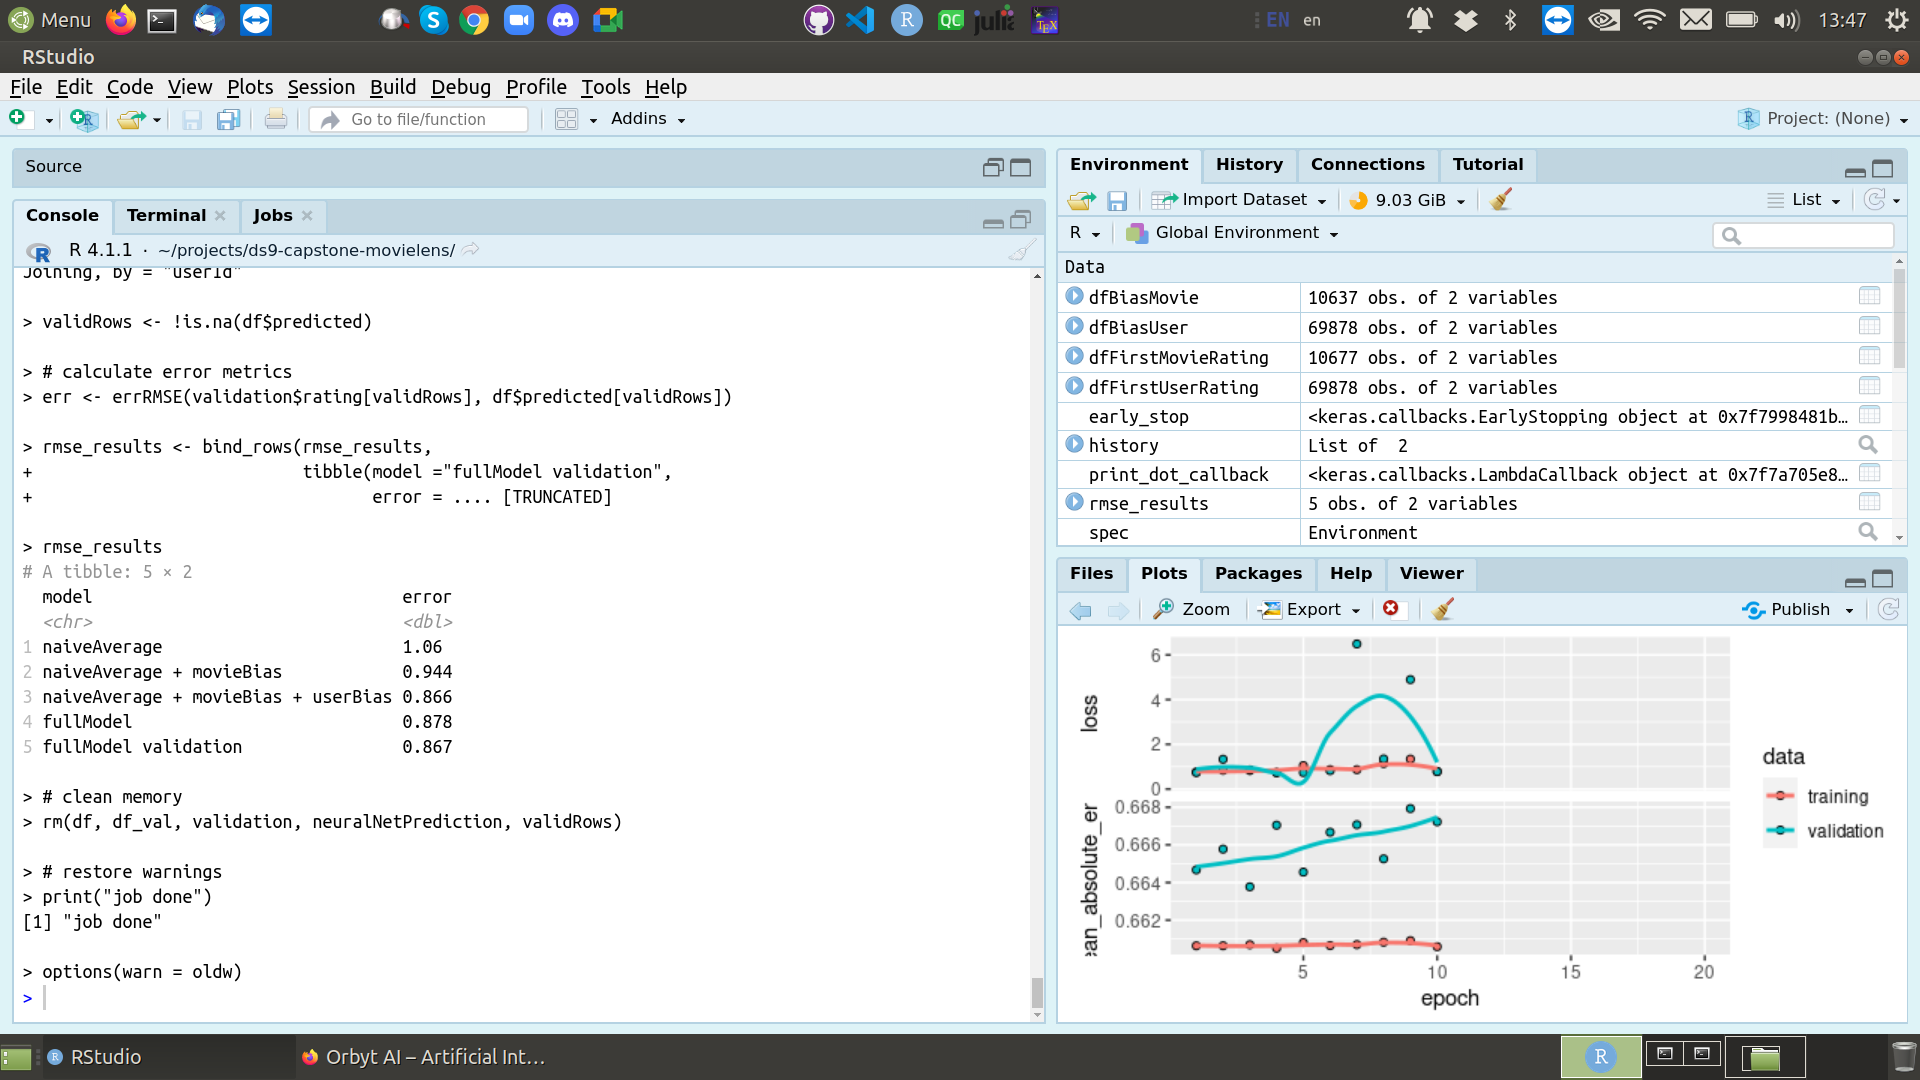 Menu
julia
EN en
13:47
RStudio
File Edit Code View Plots Session Build Debug Profile Tools Help
Go to file/function
Addins
Project: (None)
Source
Console Terminal Jobs
R 4.1.1 · ~/projects/ds9-capstone-movielens/
Joining, by = "userId"
> validRows <- !is.na(df$predicted)
> # calculate error metrics
> err <- errRMSE(validation$rating[validRows], df$predicted[validRows])
> rmse_results <- bind_rows(rmse_results,
+ tibble(model ="fullModel validation",
+ error = .... [TRUNCATED]
> rmse_results
# A tibble: 5 × 2
model error
<chr> <dbl>
1 naiveAverage 1.06
2 naiveAverage + movieBias 0.944
3 naiveAverage + movieBias + userBias 0.866
4 fullModel 0.878
5 fullModel validation 0.867
> # clean memory
> rm(df, df_val, validation, neuralNetPrediction, validRows)
> # restore warnings
> print("job done")
[1] "job done"
> options(warn = oldw)
>
Environment History Connections Tutorial
Import Dataset 9.03 GiB List
R Global Environment
Data
dfBiasMovie 10637 obs. of 2 variables
dfBiasUser 69878 obs. of 2 variables
dfFirstMovieRating 10677 obs. of 2 variables
dfFirstUserRating 69878 obs. of 2 variables
early_stop <keras.callbacks.EarlyStopping object at 0x7f7998481b…
history List of 2
print_dot_callback <keras.callbacks.LambdaCallback object at 0x7f7a705e8…
rmse_results 5 obs. of 2 variables
spec Environment
Files Plots Packages Help Viewer
Zoom Export Publish
6
4
2
0
loss
0.668
0.666
0.664
0.662
ean_absolute_er
5 10 15 20
epoch
data
training
validation
RStudio
Orbyt AI – Artificial Int…